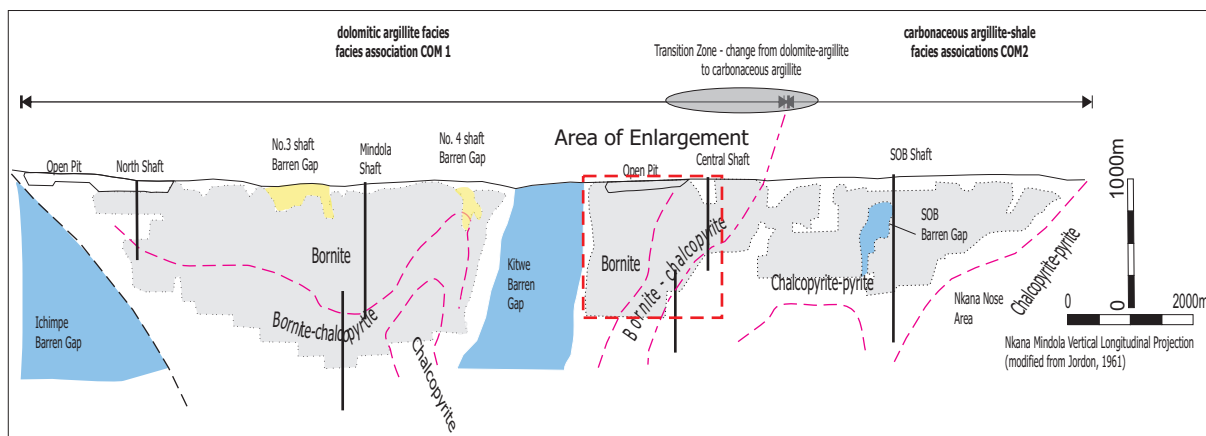 dolomitic argillite facies
facies association COM 1
Transition Zone - change from dolomite-argillite
to carbonaceous argillite
carbonaceous argillite-shale
facies assoications COM2
Area of Enlargement
Open Pit
North Shaft
No.3 shaft
Barren Gap
Mindola
Shaft
No. 4 shaft
Barren Gap
Open Pit
Central Shaft
SOB Shaft
SOB
Barren Gap
Bornite
Bornite-chalcopyrtie
Chalcopyrite
Kitwe
Barren
Gap
Bornite
Bornite - chalcopyrite
Chalcopyrite-pyrite
Nkana Nose
Area
Chalcopyrite-pyrite
Ichimpe
Barren Gap
1000m
0
0
2000m
Nkana Mindola Vertical Longitudinal Projection
(modified from Jordon, 1961)